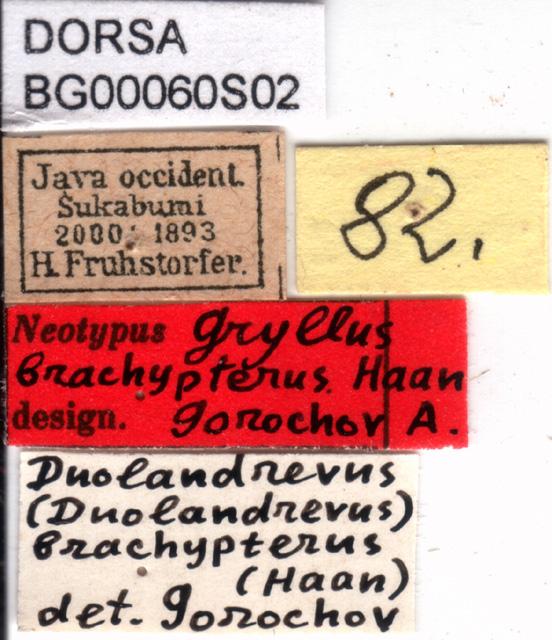 DORSA
BG00060S02
Java occident.
Sukabumi
2000' 1893
H. Fruhstorfer.
82.
Neotypus Gryllus
brachypterus Haan
design. Gorochov A.
Duolandrevus
(Duolandrevus)
brachypterus
(Haan)
det. Gorochov